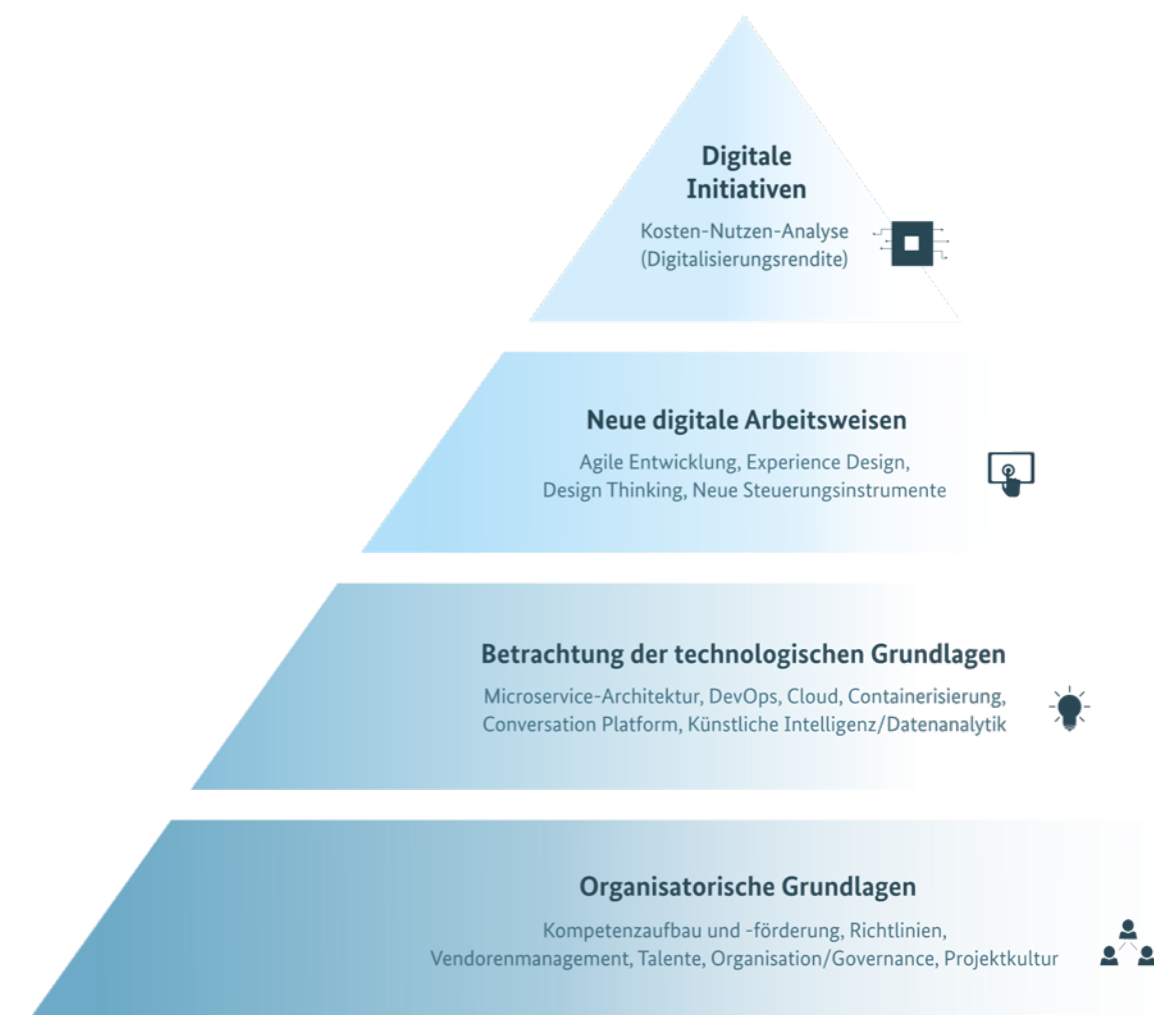 Digitale
Initiativen
Kosten-Nutzen-Analyse
(Digitalisierungsrendite)
Neue digitale Arbeitsweisen
Agile Entwicklung, Experience Design,
Design Thinking, Neue Steuerungsinstrumente
Betrachtung der technologischen Grundlagen
Microservice-Architektur, DevOps, Cloud, Containerisierung,
Conversation Platform, Künstliche Intelligenz/Datenanalytik
Organisatorische Grundlagen
Kompetenzaufbau und -förderung, Richtlinien,
Vendorenmanagement, Talente, Organisation/Governance, Projektkultur